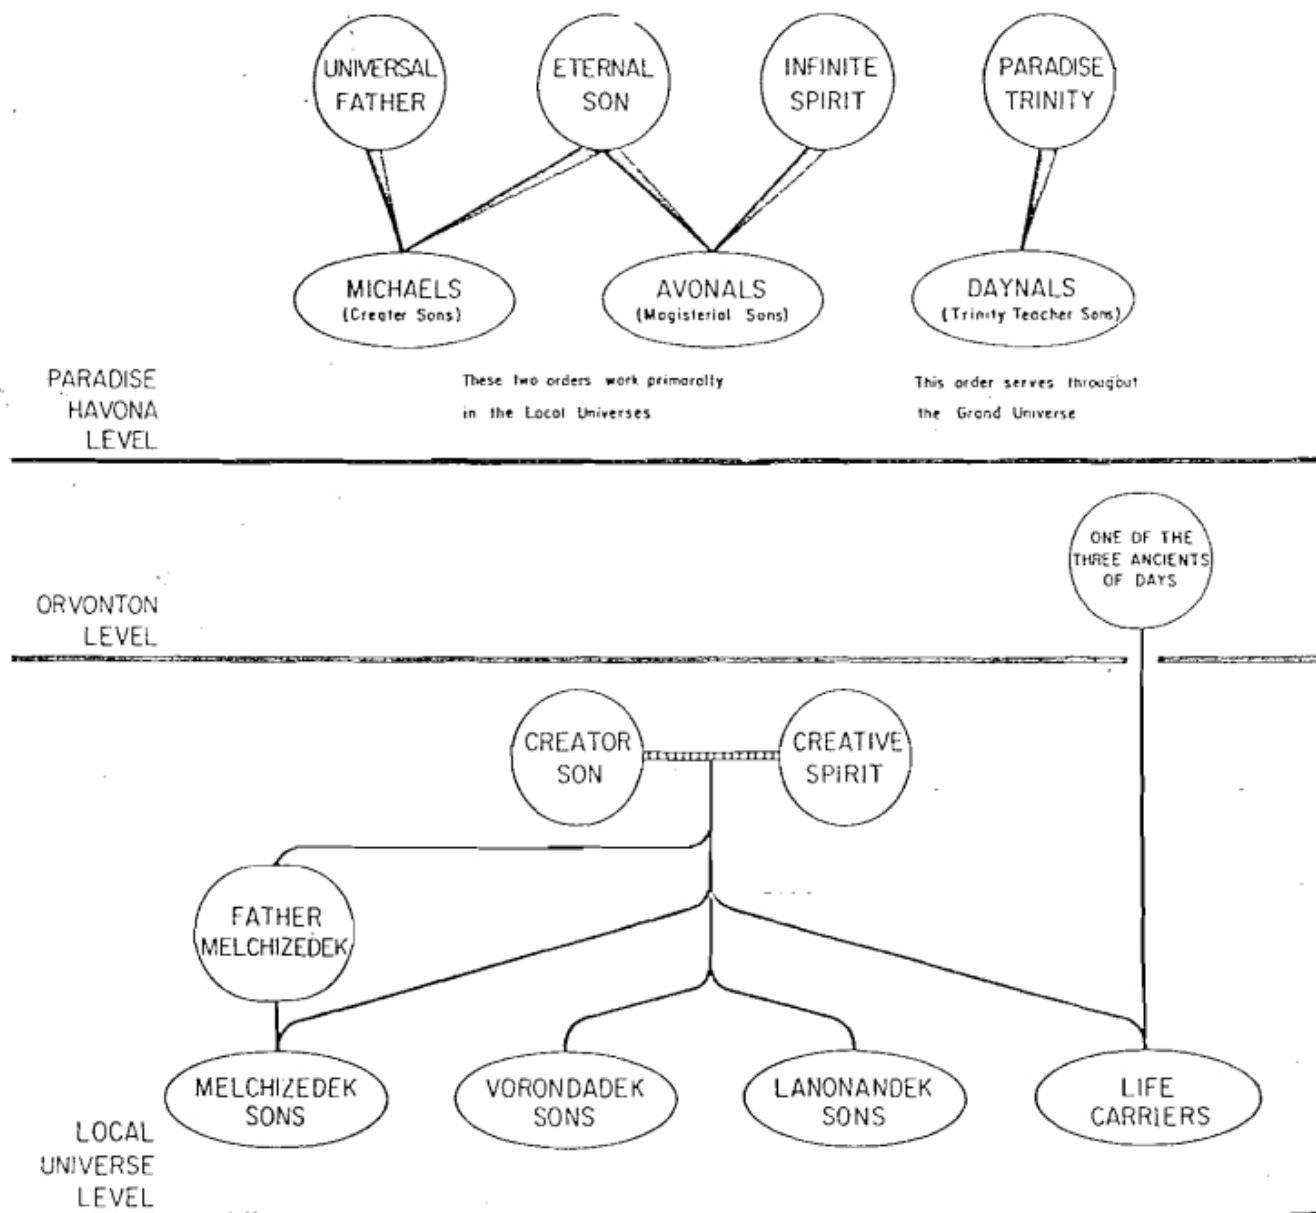 UNIVERSAL
FATHER
ETERNAL
SON
INFINITE
SPIRIT
PARADISE
TRINITY
MICHAELS
(Creater Sons)
AVONALS
(Magisterial Sons)
DAYNALS
(Trinity Teacher Sons)
PARADISE
HAVONA
LEVEL
These two orders work primarally
in the Local Universes
This order serves throughout
the Grand Universe
ONE OF THE
THREE ANCIENTS
OF DAYS
ORVONTON
LEVEL
CREATOR
SON
CREATIVE
SPIRIT
FATHER
MELCHIZEDEK
MELCHIZEDEK
SONS
VORONDADEK
SONS
LANONANDEK
SONS
LIFE
CARRIERS
LOCAL
UNIVERSE
LEVEL